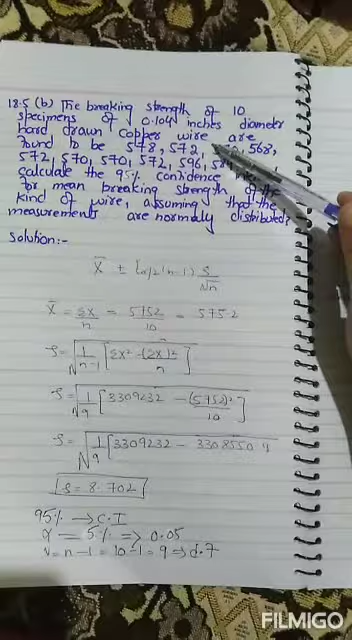 18.5 (b) The breaking strength of 10
specimens of 0.104 inches diameter
hard drawn copper wire are
found to be 578, 572, 568,
572, 570, 570, 572, 596,
calculate the 95% confidence
for mean breaking strength of the
kind of wire, assuming that the
measurements are normally distributed?
Solution:-
X̄ ± tα/2 (n-1) S/√n
X̄ = ΣX/n = 5752/10 = 575.2
S = √1/n-1 [ΣX² - (ΣX)²/n]
S = √1/9 [3309232 - (5752)²/10]
S = √1/9 [3309232 - 3308550.4
S = 8.702
95% → C.I
α — 5% => 0.05
v = n-1 = 10-1 = 9 => d.f
FILMIGO